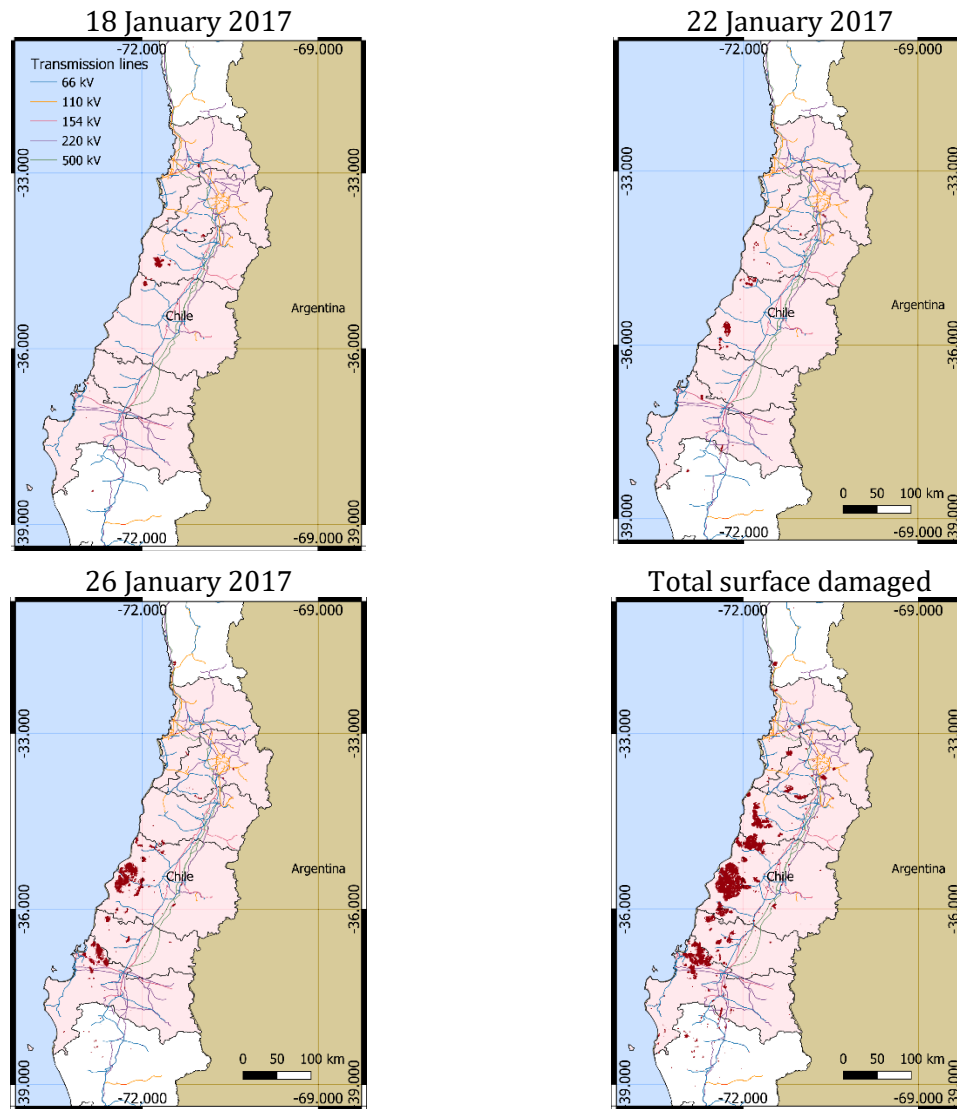 18 January 2017
-72.000
-69.000
Transmission lines
66 kV
110 kV
154 kV
220 kV
500 kV
-33.000
-33.000
Chile
Argentina
-36.000
-36.000
-39.000
-39.000
-72.000
-69.000
22 January 2017
-72.000
-69.000
-33.000
-33.000
Chile
Argentina
-36.000
-36.000
0 50 100 km
-39.000
-39.000
-72.000
-69.000
26 January 2017
-72.000
-69.000
-33.000
-33.000
Chile
Argentina
-36.000
-36.000
0 50 100 km
-39.000
-39.000
-72.000
-69.000
Total surface damaged
-72.000
-69.000
-33.000
-33.000
Chile
Argentina
-36.000
-36.000
0 50 100 km
-39.000
-39.000
-72.000
-69.000